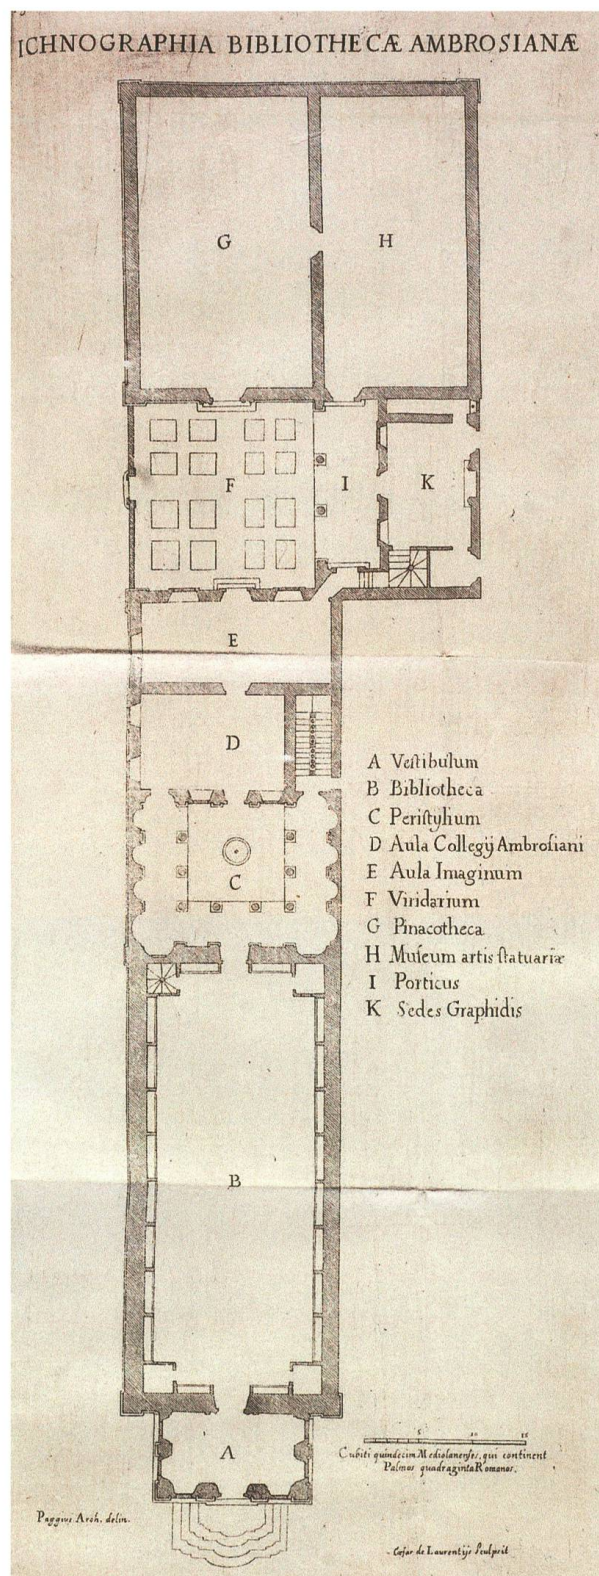 ICHNOGRAPHIA BIBLIOTHECÆ AMBROSIANÆ
G
H
F
I
K
E
D
C
A Veſtibulum
B Bibliotheca
C Periſtylium
D Aula Collegij Ambroſiani
E Aula Imaginum
F Viridarium
G Pinacotheca
H Muſeum artis ſtatuariæ
I Porticus
K Sedes Graphidis
B
A
5 10 15
Cubiti quindecim Mediolanenſes, qui continent
Palmos quadraginta Romanos.
Paggius Arch. delin.
Cæſar de Laurentijs Sculpsit